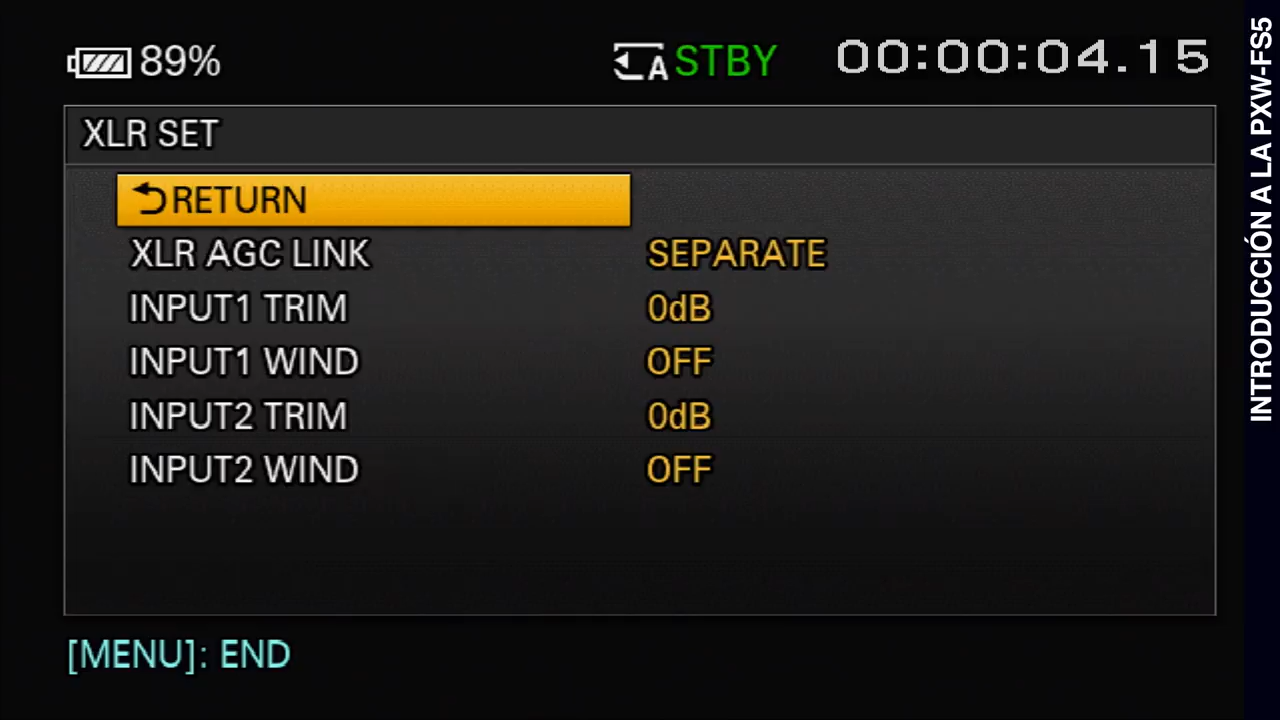 89%
A STBY 00:00:04.15
XLR SET
RETURN
XLR AGC LINK SEPARATE
INPUT1 TRIM 0dB
INPUT1 WIND OFF
INPUT2 TRIM 0dB
INPUT2 WIND OFF
[MENU]: END
INTRODUCCIÓN A LA PXW-FS5